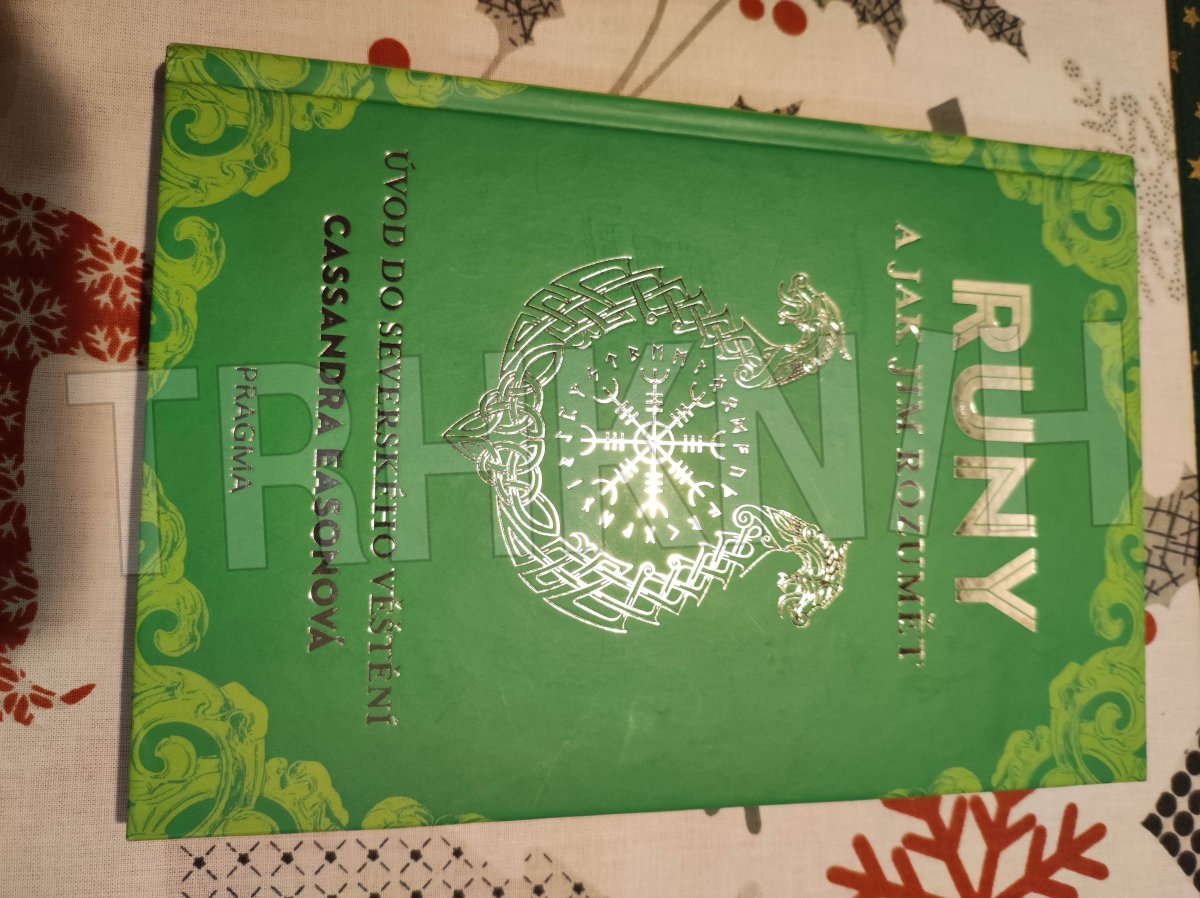 RUNY
A JAK JIM ROZUMĚT
ÚVOD DO SEVERSKÉHO VĚŠTĚNÍ
CASSANDRA EASONOVÁ
PRAGMA
TRHKNIH